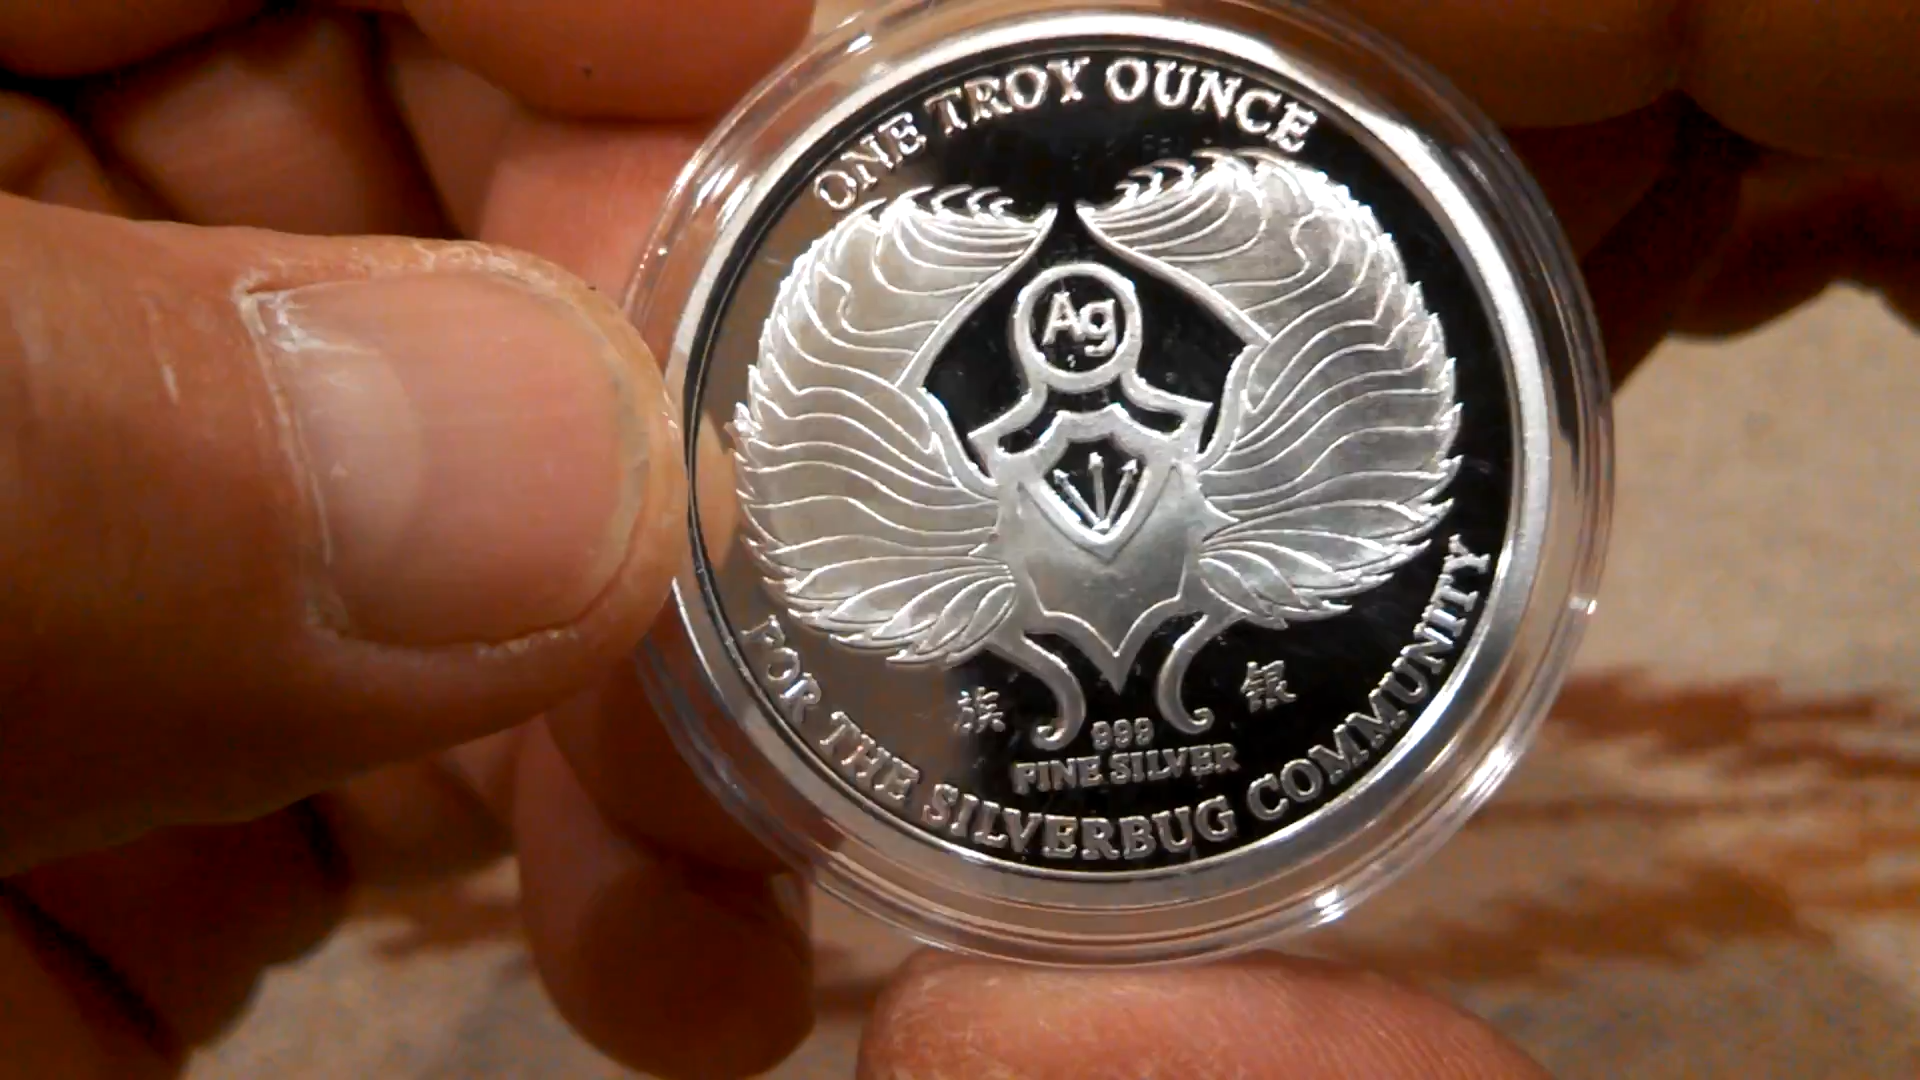 ONE TROY OUNCE
Ag
族 銀
999
FINE SILVER
FOR THE SILVERBUG COMMUNITY